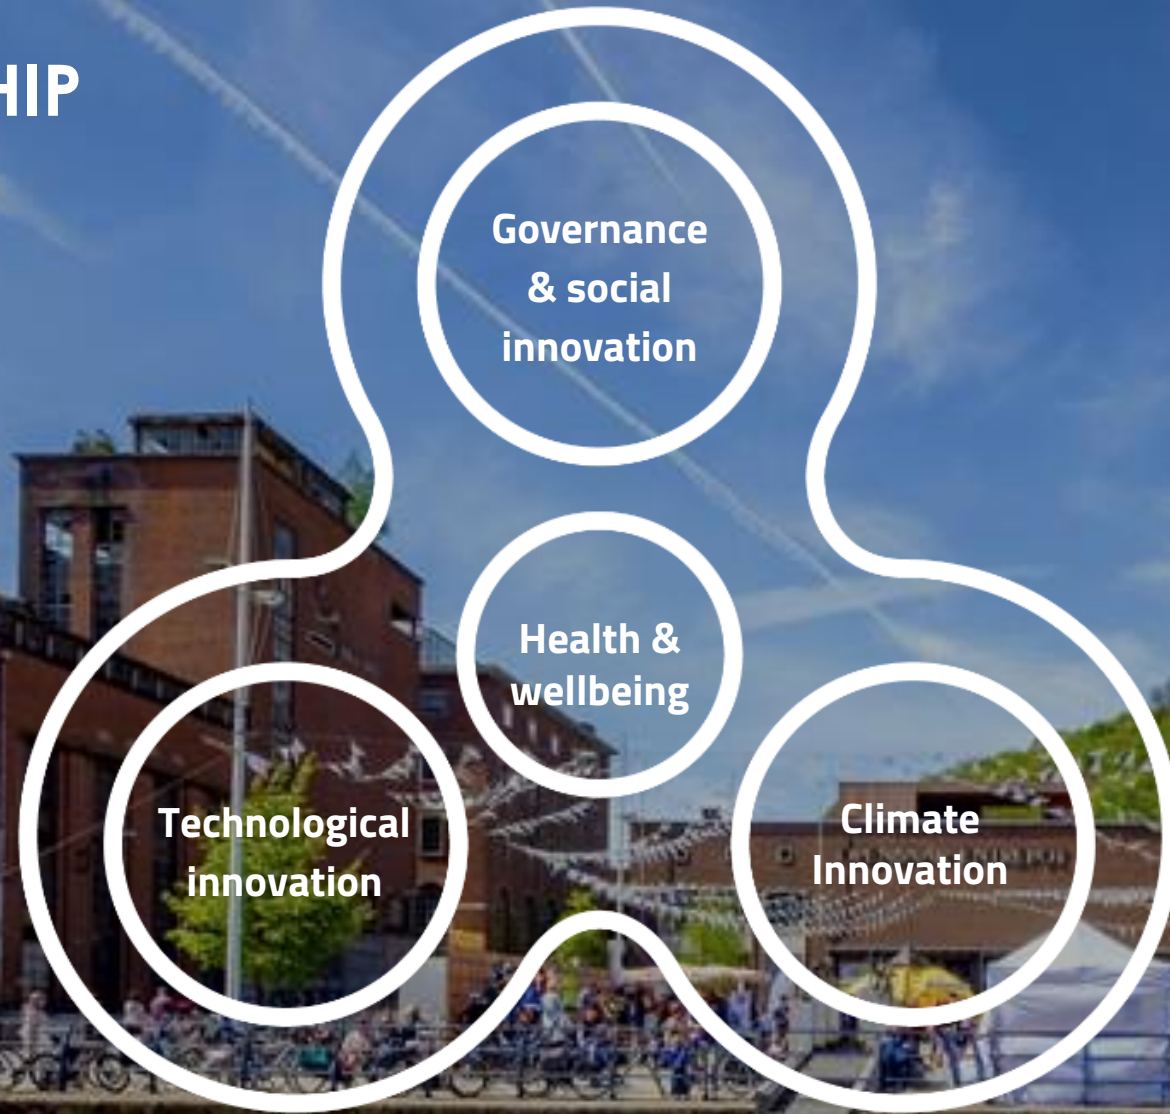 HIP
Governance
& social
innovation
Health &
wellbeing
Technological
innovation
Climate
Innovation